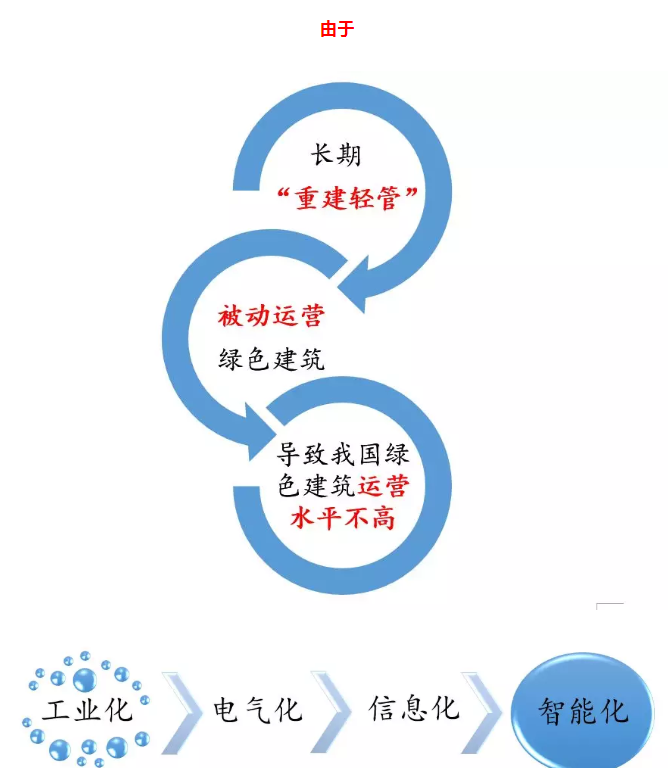 由于
长期
“重建轻管”
被动运营
绿色建筑
导致我国绿
色建筑运营
水平不高
工业化 电气化 信息化 智能化